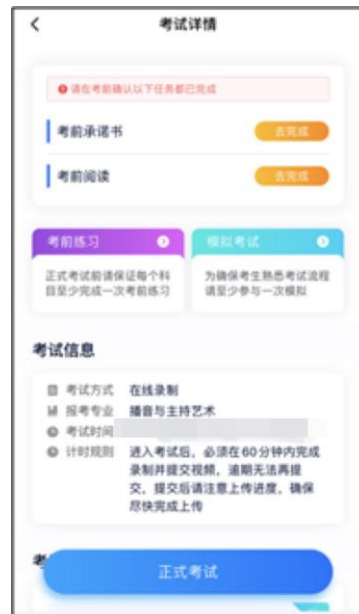 考试详情
请在考前确认以下任务都已完成
考前承诺书
去完成
考前阅读
去完成
考前练习
模拟考试
正式考试前请保证每个科
目至少完成一次考前练习
为确保考生熟悉考试流程
请至少参与一次模拟
考试信息
考试方式 在线录制
报考专业 播音与主持艺术
考试时间
计时规则 进入考试后，必须在60分钟内完成
录制并提交视频，逾期无法再提
交，提交后请注意上传进度，确保
尽快完成上传
正式考试